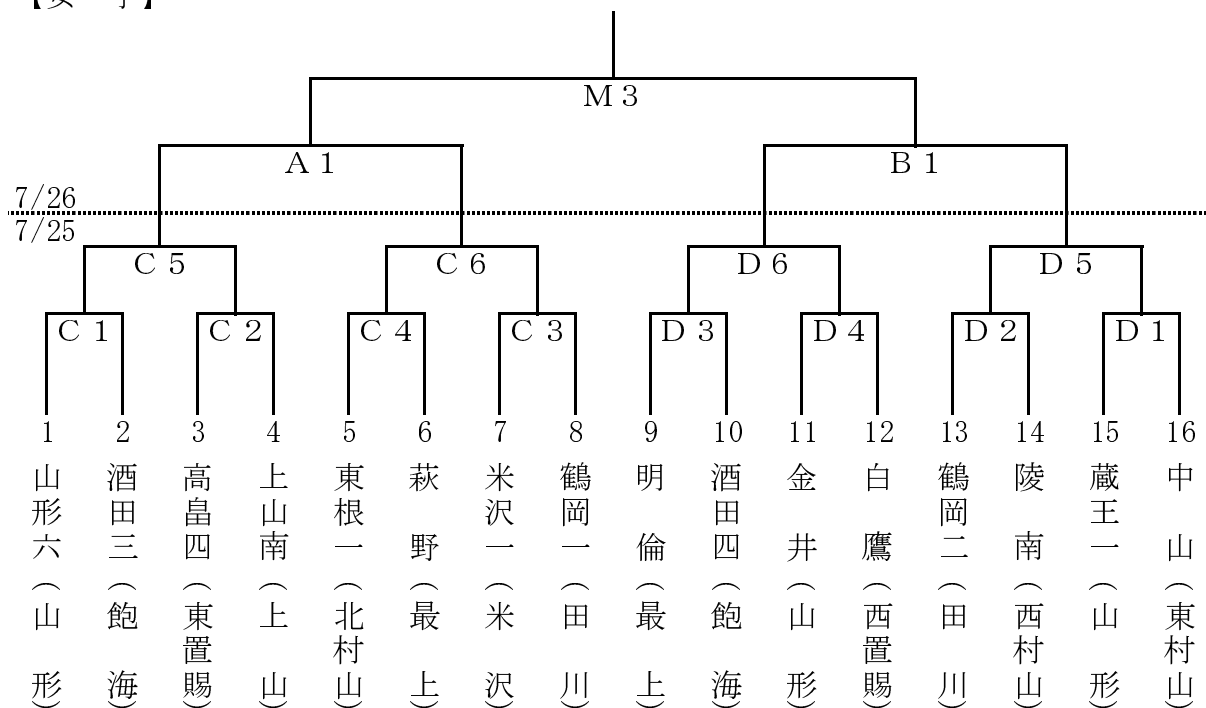 【女 子】
M3
A1
B1
7/26
7/25
C5
C6
D6
D5
C1
C2
C4
C3
D3
D4
D2
D1
1
2
3
4
5
6
7
8
9
10
11
12
13
14
15
16
山形六(山 形)
酒田三(飽 海)
高畠四(東置賜)
上山南(上 山)
東根一(北村山)
萩 野(最 上)
米沢一(米 沢)
鶴岡一(田 川)
明 倫(最 上)
酒田四(飽 海)
金 井(山 形)
白 鷹(西置賜)
鶴岡二(田 川)
陵 南(西村山)
蔵王一(山 形)
中 山(東村山)